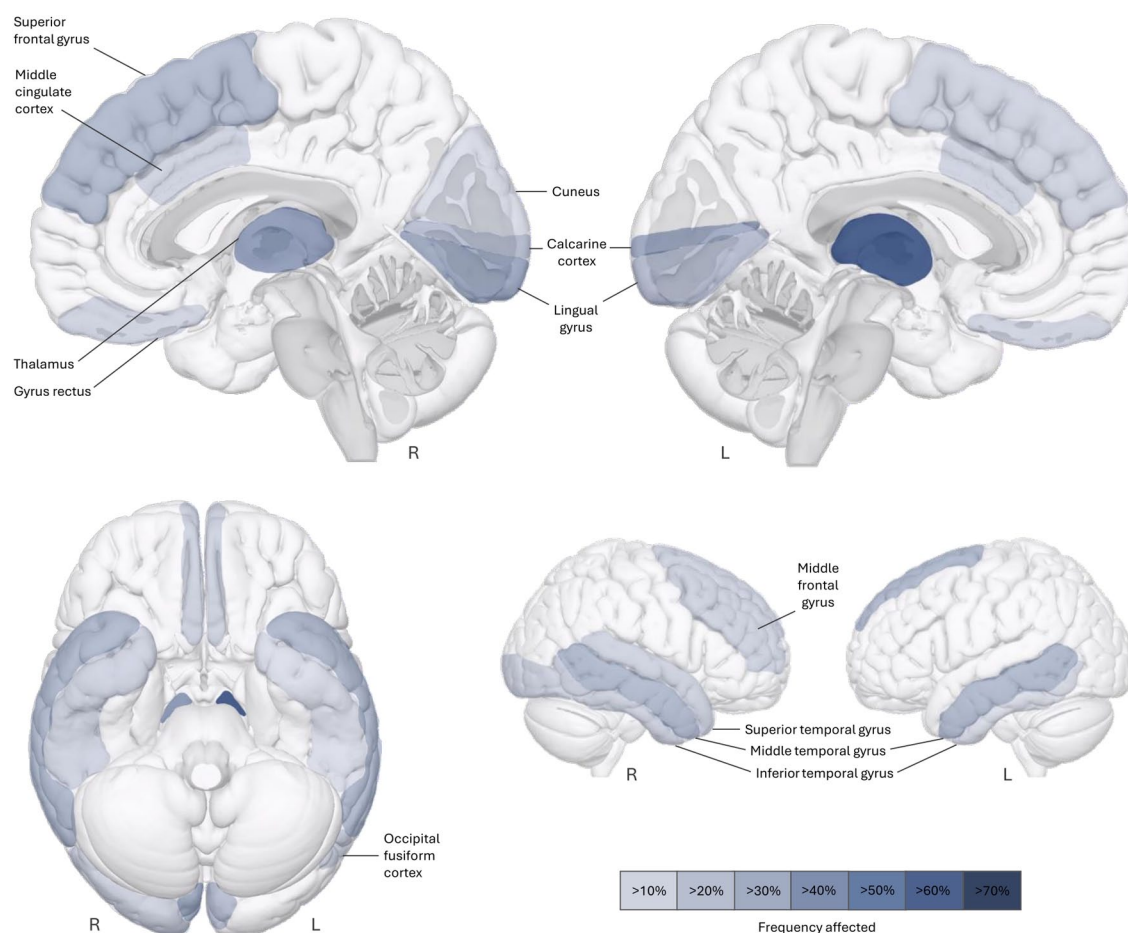 Superior
frontal gyrus
Middle
cingulate
cortex
Cuneus
Calcarine
cortex
Lingual
gyrus
Thalamus
Gyrus rectus
R
L
Middle
frontal
gyrus
Superior temporal gyrus
Middle temporal gyrus
Inferior temporal gyrus
R
L
Occipital
fusiform
cortex
R
L
>10% >20% >30% >40% >50% >60% >70%
Frequency affected